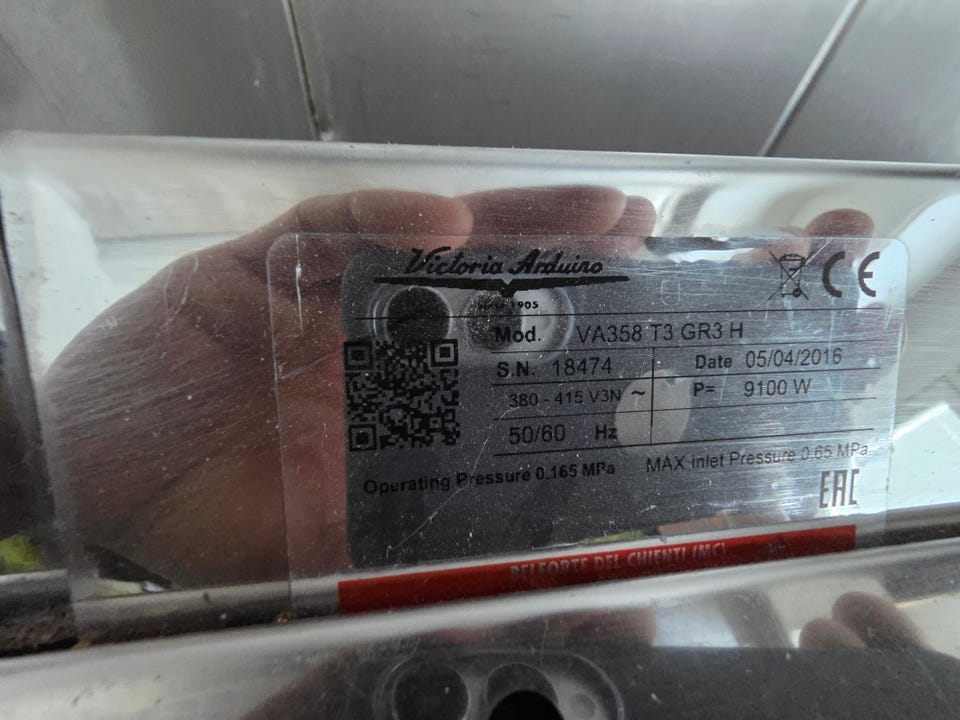 Victoria Arduino
1905
Mod. VA358 T3 GR3 H
S.N. 18474 Date 05/04/2016
380 - 415 V3N ~ P= 9100 W
50/60 Hz
Operating Pressure 0.165 MPa MAX Inlet Pressure 0.65 MPa
EAC
BELFORTE DEL CHIENTI (MC)